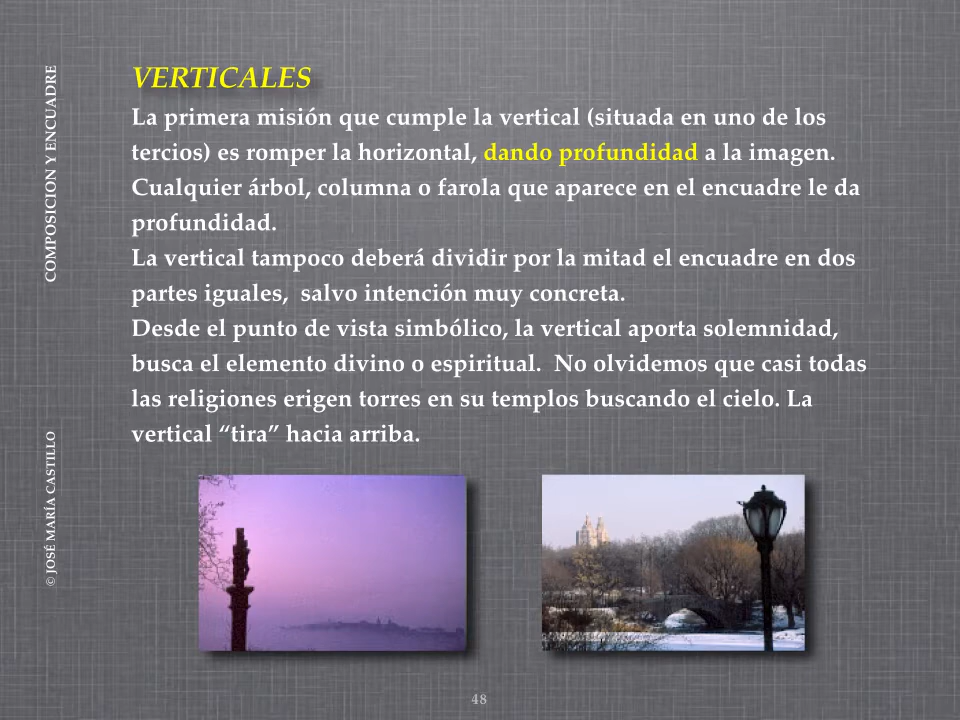 COMPOSICION Y ENCUADRE
© JOSÉ MARÍA CASTILLO
VERTICALES
La primera misión que cumple la vertical (situada en uno de los
tercios) es romper la horizontal, dando profundidad a la imagen.
Cualquier árbol, columna o farola que aparece en el encuadre le da
profundidad.
La vertical tampoco deberá dividir por la mitad el encuadre en dos
partes iguales,  salvo intención muy concreta.
Desde el punto de vista simbólico, la vertical aporta solemnidad,
busca el elemento divino o espiritual.  No olvidemos que casi todas
las religiones erigen torres en su templos buscando el cielo. La
vertical “tira” hacia arriba.
48